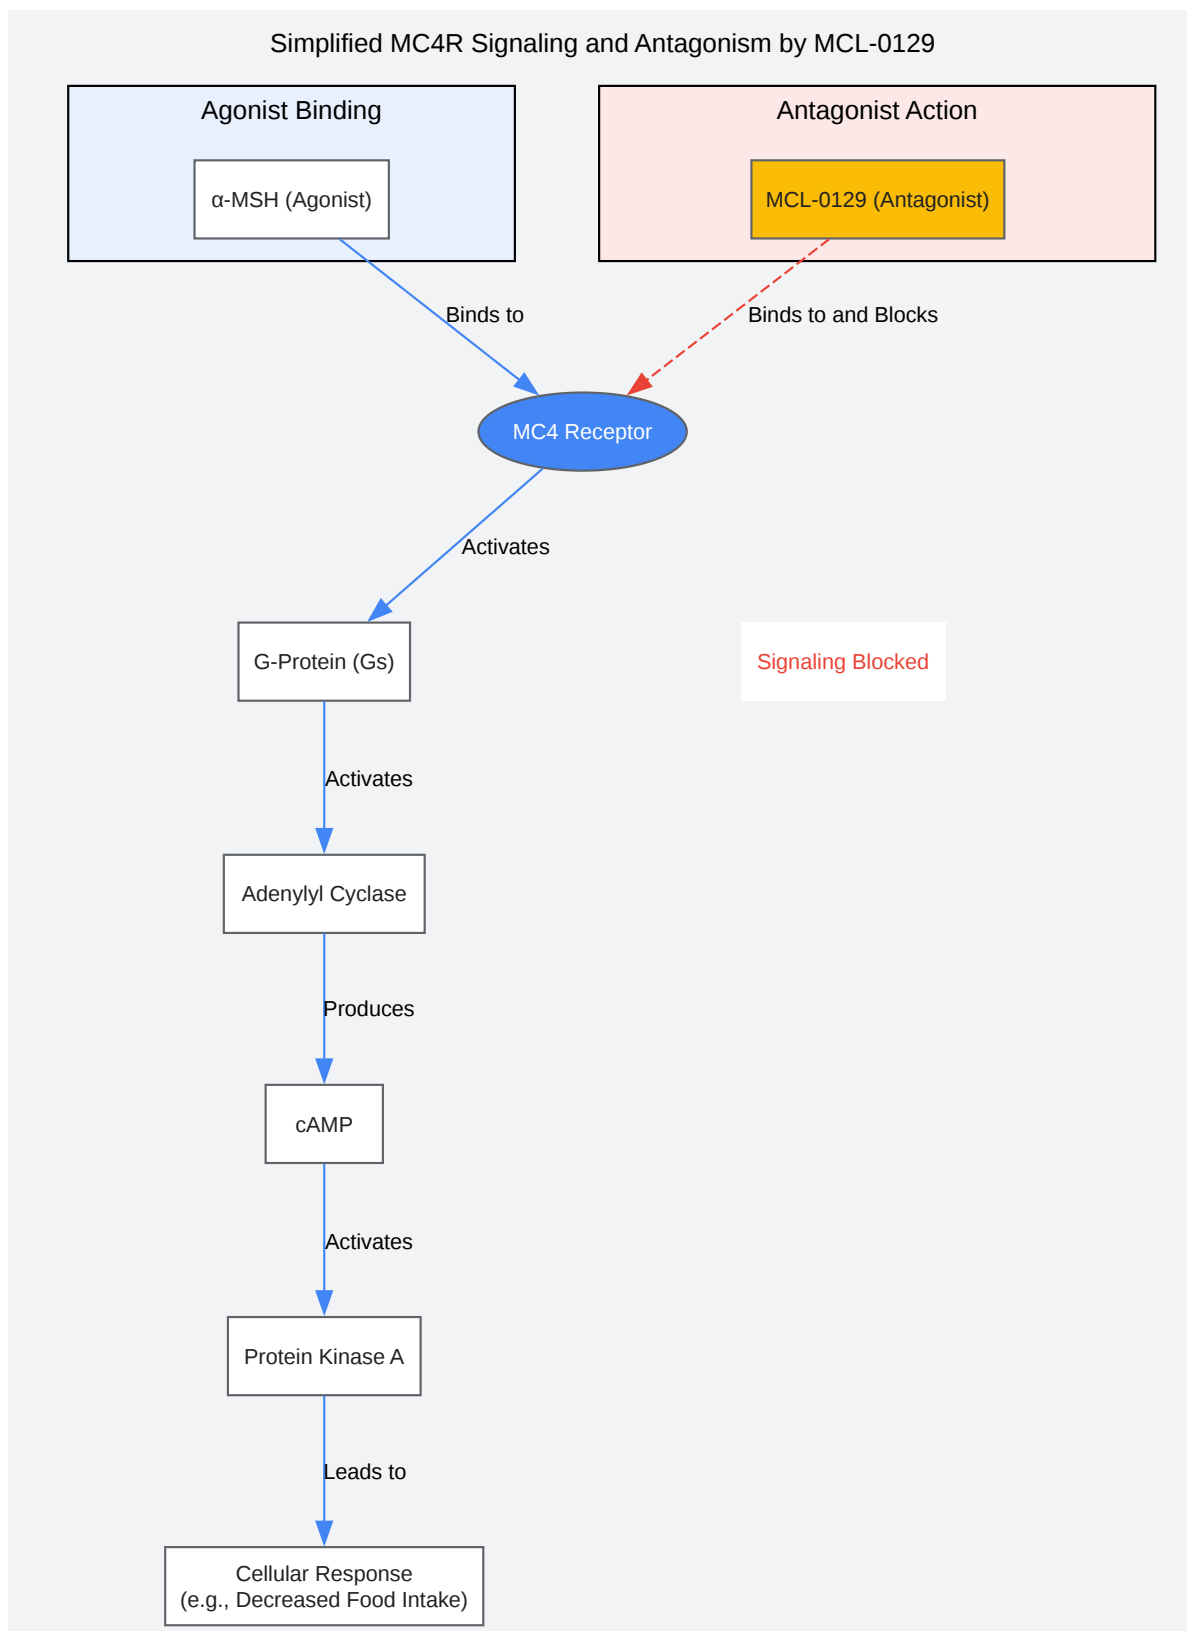 Simplified MC4R Signaling and Antagonism by MCL-0129
Agonist Binding
Antagonist Action
α-MSH (Agonist)
MCL-0129 (Antagonist)
Binds to
Binds to and Blocks
MC4 Receptor
Activates
G-Protein (Gs)
Signaling Blocked
Activates
Adenylyl Cyclase
Produces
cAMP
Activates
Protein Kinase A
Leads to
Cellular Response
(e.g., Decreased Food Intake)